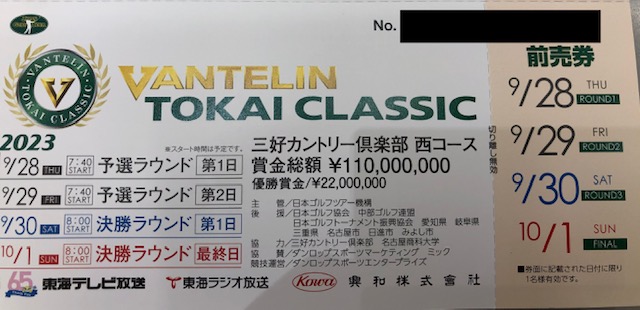 No.
VANTELIN
TOKAI CLASSIC
VANTELIN
TOKAI CLASSIC
2023
※スタート時間は予定です。
9/28 THU 7:40 START 予選ラウンド 第1日
9/29 FRI 7:40 START 予選ラウンド 第2日
9/30 SAT 8:00 START 決勝ラウンド 第1日
10/1 SUN 8:00 START 決勝ラウンド 最終日
三好カントリー倶楽部 西コース
賞金総額 ¥110,000,000
優勝賞金/¥22,000,000
主　管/日本ゴルフツアー機構
後　援/日本ゴルフ協会 中部ゴルフ連盟
日本ゴルフトーナメント振興協会 愛知県 岐阜県
三重県 名古屋市 日進市 みよし市
協　力/三好カントリー倶楽部 名古屋商科大学
協　賛/ダンロップスポーツマーケティング ミック
競技運営/ダンロップスポーツエンタープライズ
65 東海テレビ放送 東海ラジオ放送 Kowa 興和株式会社
切り離し無効
前売券
9/28 THU ROUND1
9/29 FRI ROUND2
9/30 SAT ROUND3
10/1 SUN FINAL
■券面に記載された日付に限り
1名様有効です。